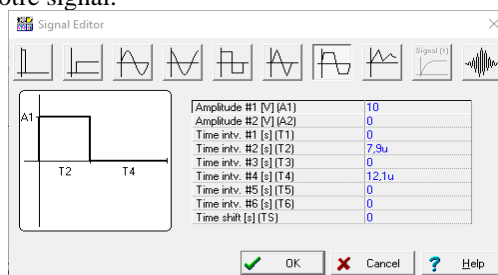 otre signal.
Signal Editor
Signal (t)
A1
T2 T4
Amplitude #1 [V] (A1) 10
Amplitude #2 [V] (A2) 0
Time intv. #1 [s] (T1) 0
Time intv. #2 [s] (T2) 7,9u
Time intv. #3 [s] (T3) 0
Time intv. #4 [s] (T4) 12,1u
Time intv. #5 [s] (T5) 0
Time intv. #6 [s] (T6) 0
Time shift [s] (TS) 0
OK Cancel ? Help